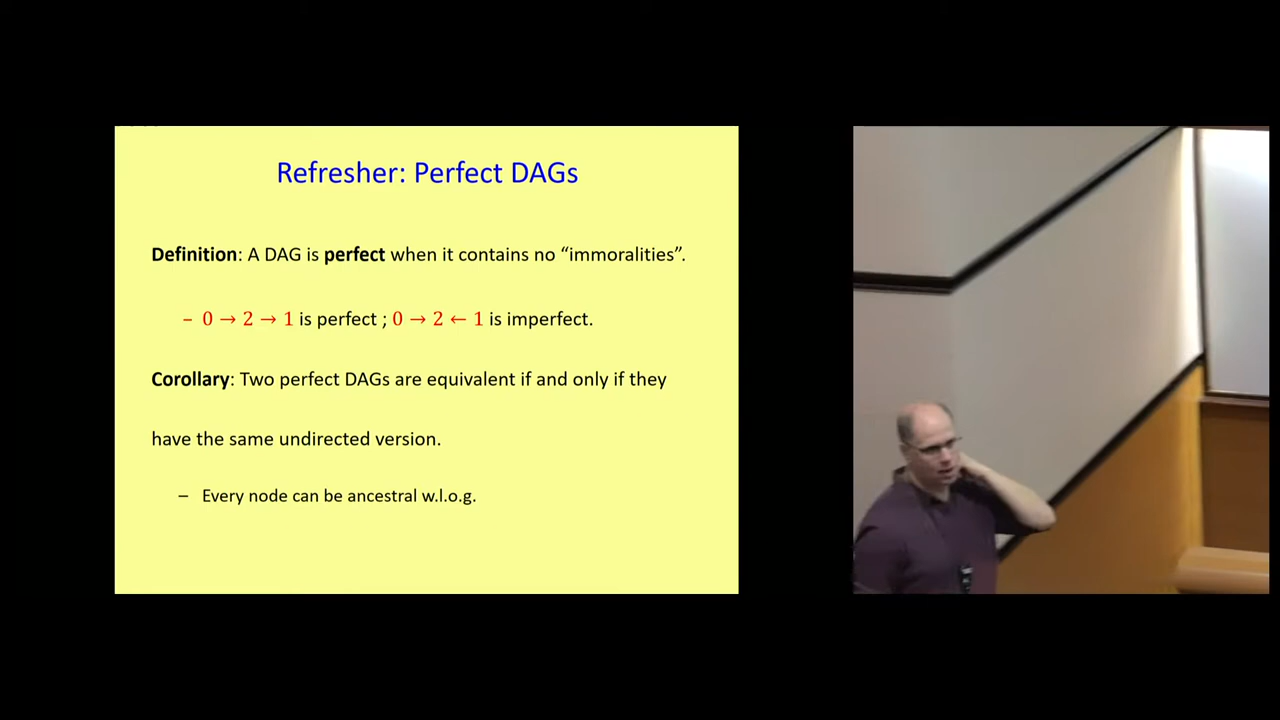 Refresher: Perfect DAGs
Definition: A DAG is perfect when it contains no “immoralities”.
– 0 → 2 → 1 is perfect ; 0 → 2 ← 1 is imperfect.
Corollary: Two perfect DAGs are equivalent if and only if they
have the same undirected version.
– Every node can be ancestral w.l.o.g.